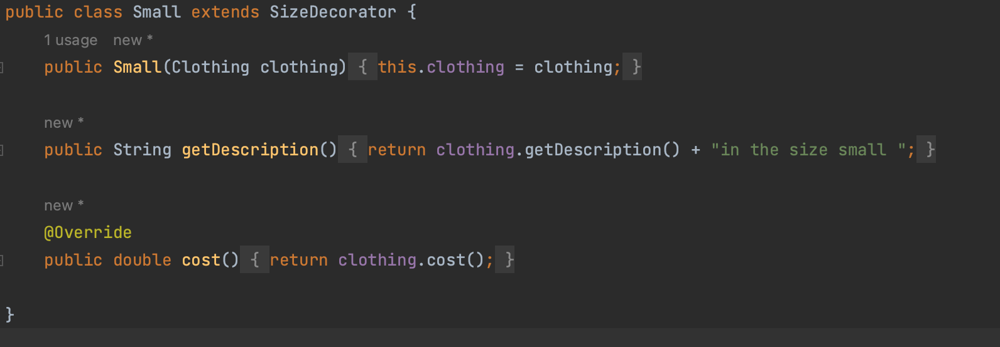 public class Small extends SizeDecorator {
1 usage new *
public Small(Clothing clothing) { this.clothing = clothing; }
new *
public String getDescription() { return clothing.getDescription() + "in the size small "; }
new *
@Override
public double cost() { return clothing.cost(); }
}